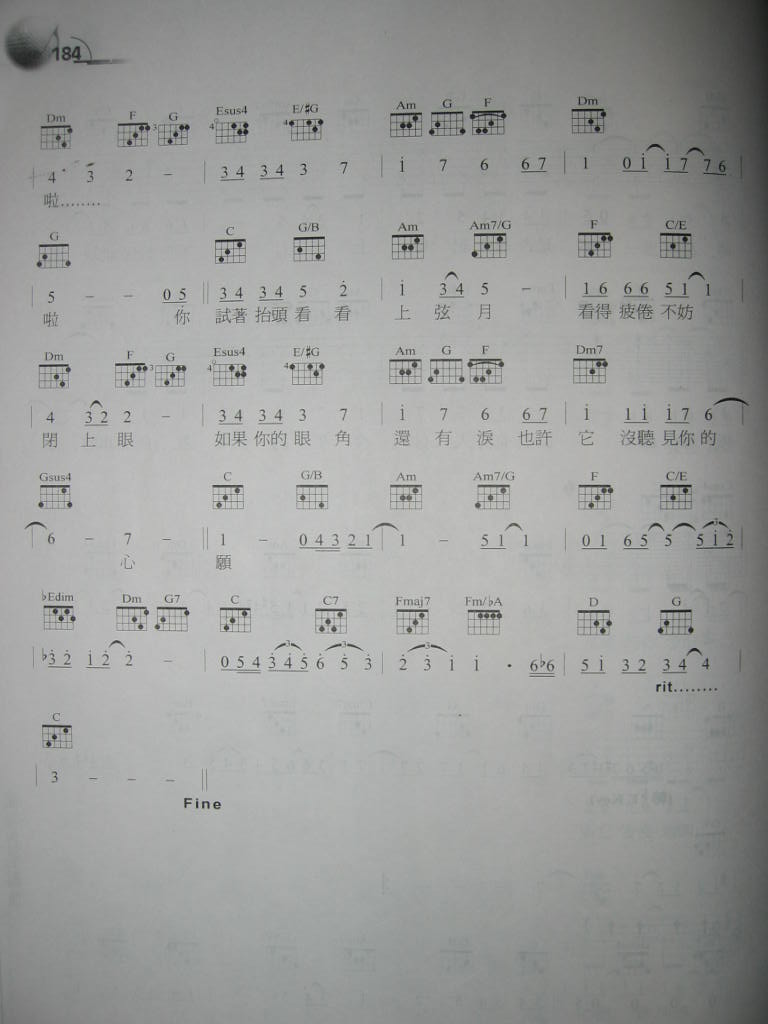 184
Dm F G Esus4 E/♯G Am G F Dm
4 3 2 – | 3 4 3 4 3 7 | i 7 6 6 7 | 1 0 i i 7 7 6 |
啦........
G C G/B Am Am7/G F C/E
| 5 – – 0 5 || 3 4 3 4 5 2 | i 3 4 5 – | 1 6 6 6 5 1 1 |
啦 你 試著 抬頭 看 看 上 弦 月 看得 疲倦 不妨
Dm F G Esus4 E/♯G Am G F Dm7
| 4 3 2 2 – | 3 4 3 4 3 7 | i 7 6 6 7 | i 1 i i 7 6 |
閉 上 眼 如果 你的 眼 角 還 有 淚 也許 它 沒聽 見你 的
Gsus4 C G/B Am Am7/G F C/E
| 6 – 7 – || 1 – 0 4 3 2 1 | 1 – 5 1 1 | 0 1 6 5 5 5 i 2 |
心 願
♭Edim Dm G7 C C7 Fmaj7 Fm/♭A D G
| ♭3 2 i 2 2 – | 0 5 4 3 4 5 6 5 3 | 2 3 i i · 6 ♭6 | 5 i 3 2 3 4 4 |
rit........
C
| 3 – – – ||
Fine